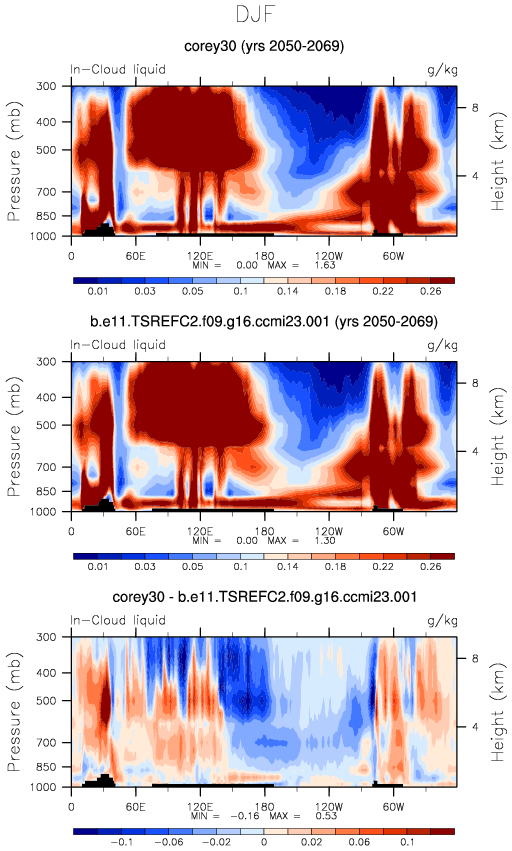 DJF
corey30 (yrs 2050-2069)
In-Cloud liquid g/kg
300
400 8
500
Pressure (mb) Height (km)
700 4
850
1000
0 60E 120E 180 120W 60W
MIN = 0.00 MAX = 1.63
0.01 0.03 0.05 0.1 0.14 0.18 0.22 0.26
b.e11.TSREFC2.f09.g16.ccmi23.001 (yrs 2050-2069)
In-Cloud liquid g/kg
300
400 8
500
Pressure (mb) Height (km)
700 4
850
1000
0 60E 120E 180 120W 60W
MIN = 0.00 MAX = 1.30
0.01 0.03 0.05 0.12 0.14 0.18 0.22 0.26
corey30 - b.e11.TSREFC2.f09.g16.ccmi23.001
In-Cloud liquid g/kg
300
400 8
500
Pressure (mb) Height (km)
700 4
850
1000
0 60E 120E 180 120W 60W
MIN = -0.16 MAX = 0.53
-0.1 -0.06 -0.02 0 0.02 0.06 0.1